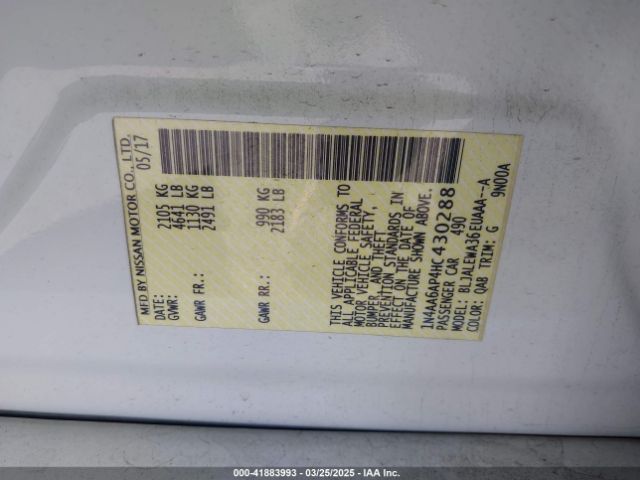 MFD BY NISSAN MOTOR CO., LTD.
DATE: 05/17
GVWR: 2105 KG
4641 LB
GAWR FR.: 1130 KG
2491 LB
GAWR RR.: 990 KG
2183 LB
THIS VEHICLE CONFORMS TO
ALL APPLICABLE FEDERAL
MOTOR VEHICLE SAFETY,
BUMPER, AND THEFT
PREVENTION STANDARDS IN
EFFECT ON THE DATE OF
MANUFACTURE SHOWN ABOVE.
1N4AA6AP4HC430288
PASSENGER CAR 490
MODEL: BLJALEWA36EUAAA--A
COLOR: QAB TRIM: G 9N00A
000-41883993 — 03/25/2025 — IAA Inc.